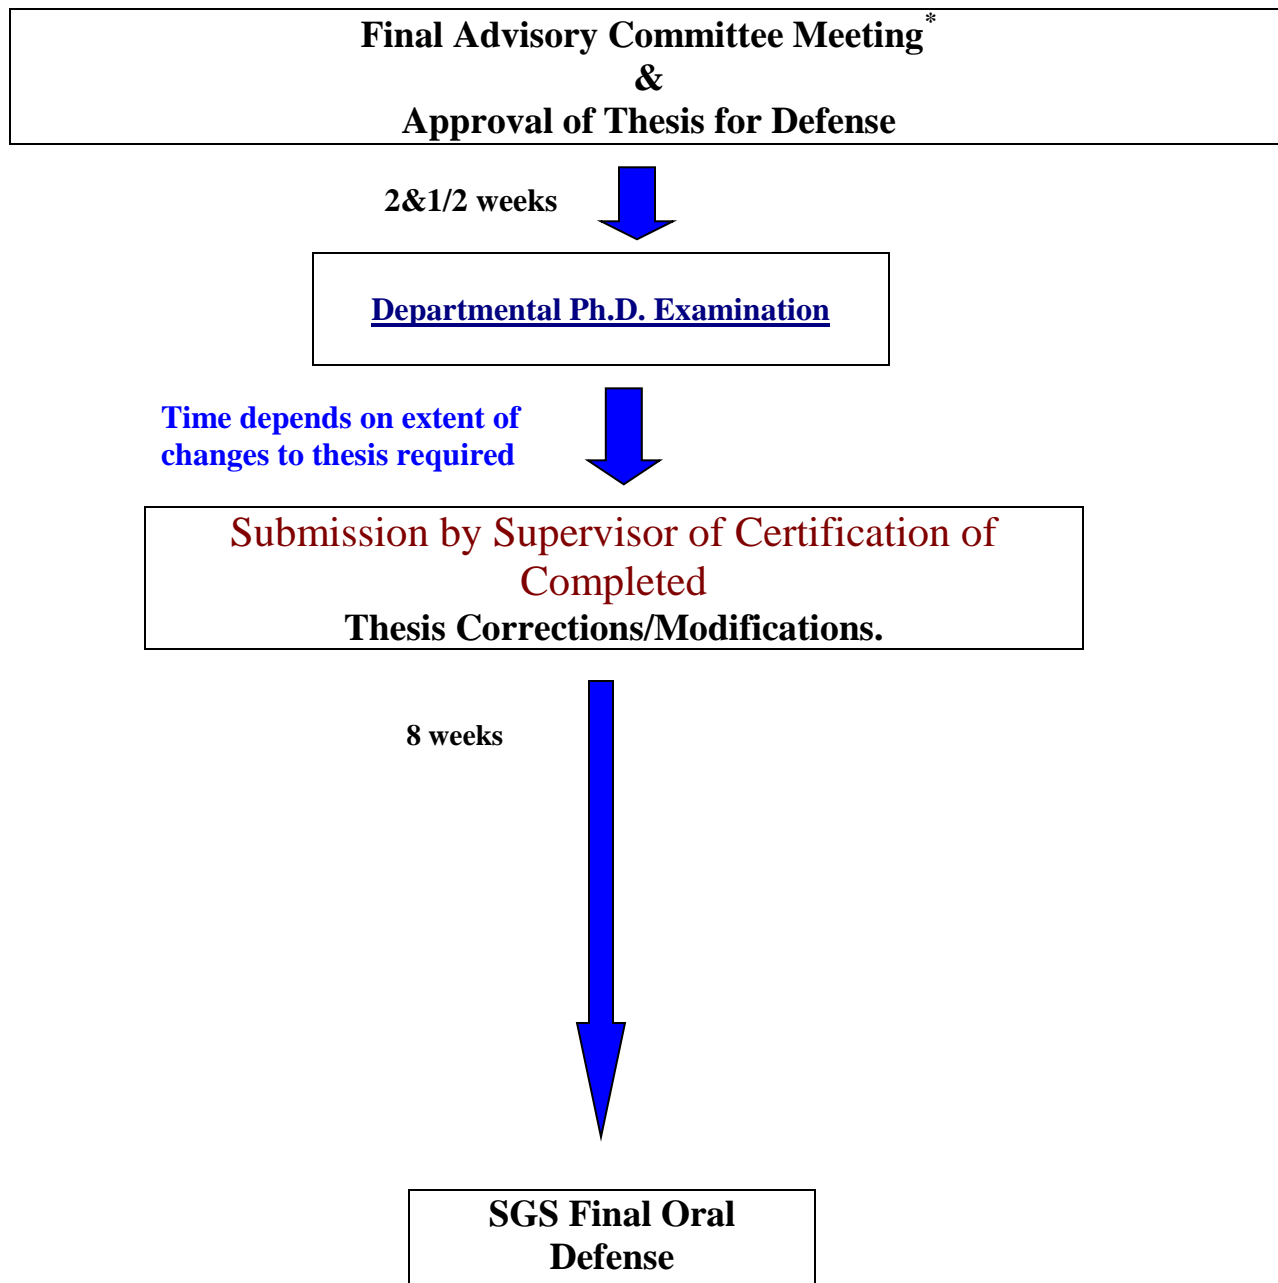 Final Advisory Committee Meeting*
&
Approval of Thesis for Defense
2&1/2 weeks
Departmental Ph.D. Examination
Time depends on extent of
changes to thesis required
Submission by Supervisor of Certification of
Completed
Thesis Corrections/Modifications.
8 weeks
SGS Final Oral
Defense